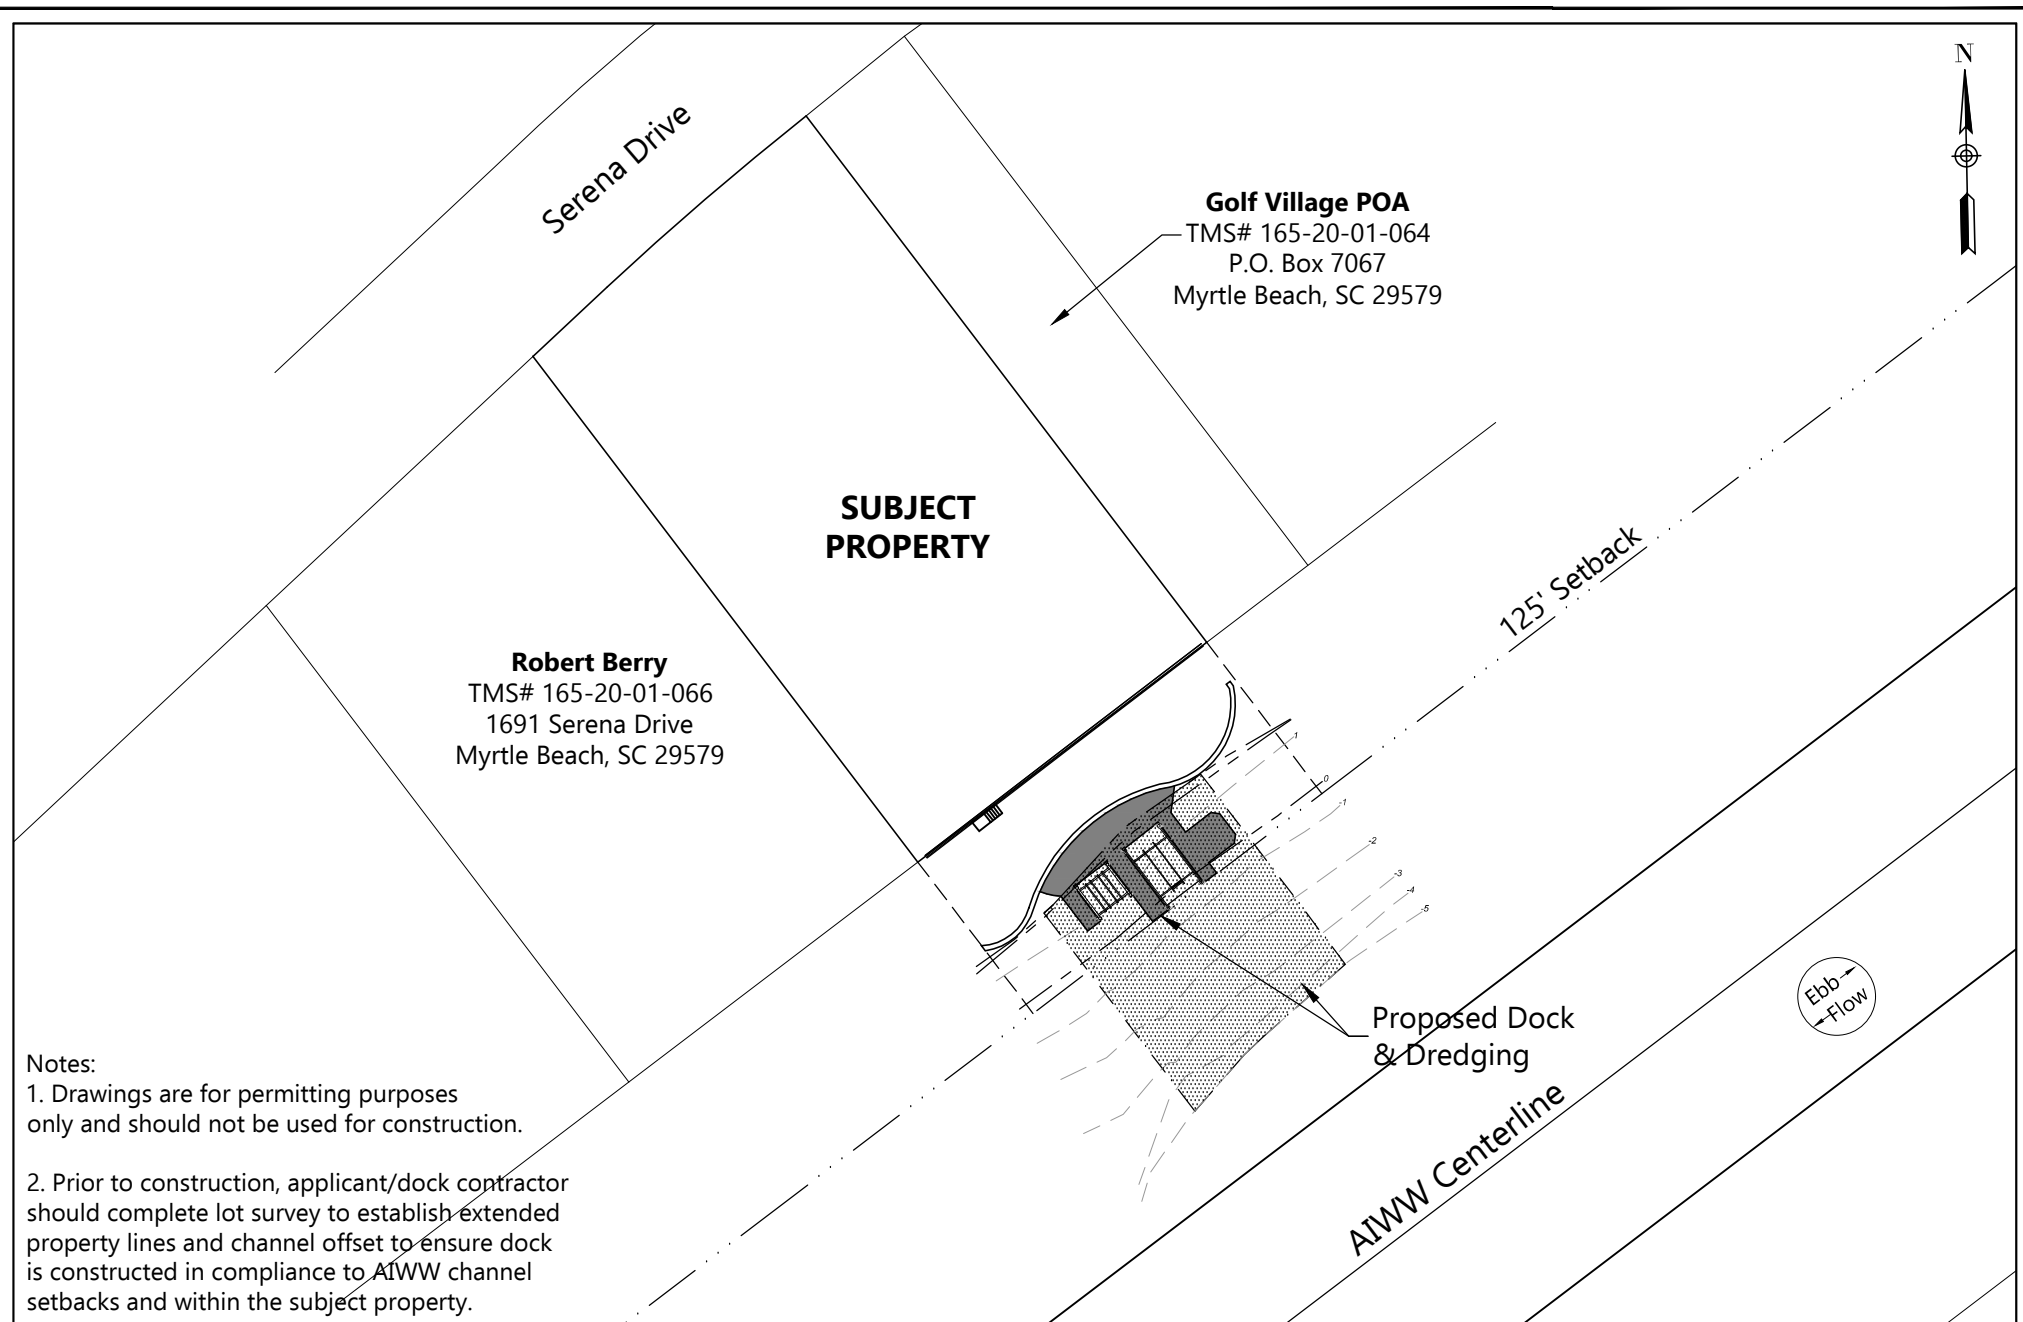 N
Serena Drive
Golf Village POA
TMS# 165-20-01-064
P.O. Box 7067
Myrtle Beach, SC 29579
SUBJECT
PROPERTY
125' Setback
Robert Berry
TMS# 165-20-01-066
1691 Serena Drive
Myrtle Beach, SC 29579
1
0
-1
-2
-3
-4
-5
Ebb
Flow
Proposed Dock
& Dredging
AIWW Centerline
Notes:
1. Drawings are for permitting purposes
only and should not be used for construction.
2. Prior to construction, applicant/dock contractor
should complete lot survey to establish extended
property lines and channel offset to ensure dock
is constructed in compliance to AIWW channel
setbacks and within the subject property.